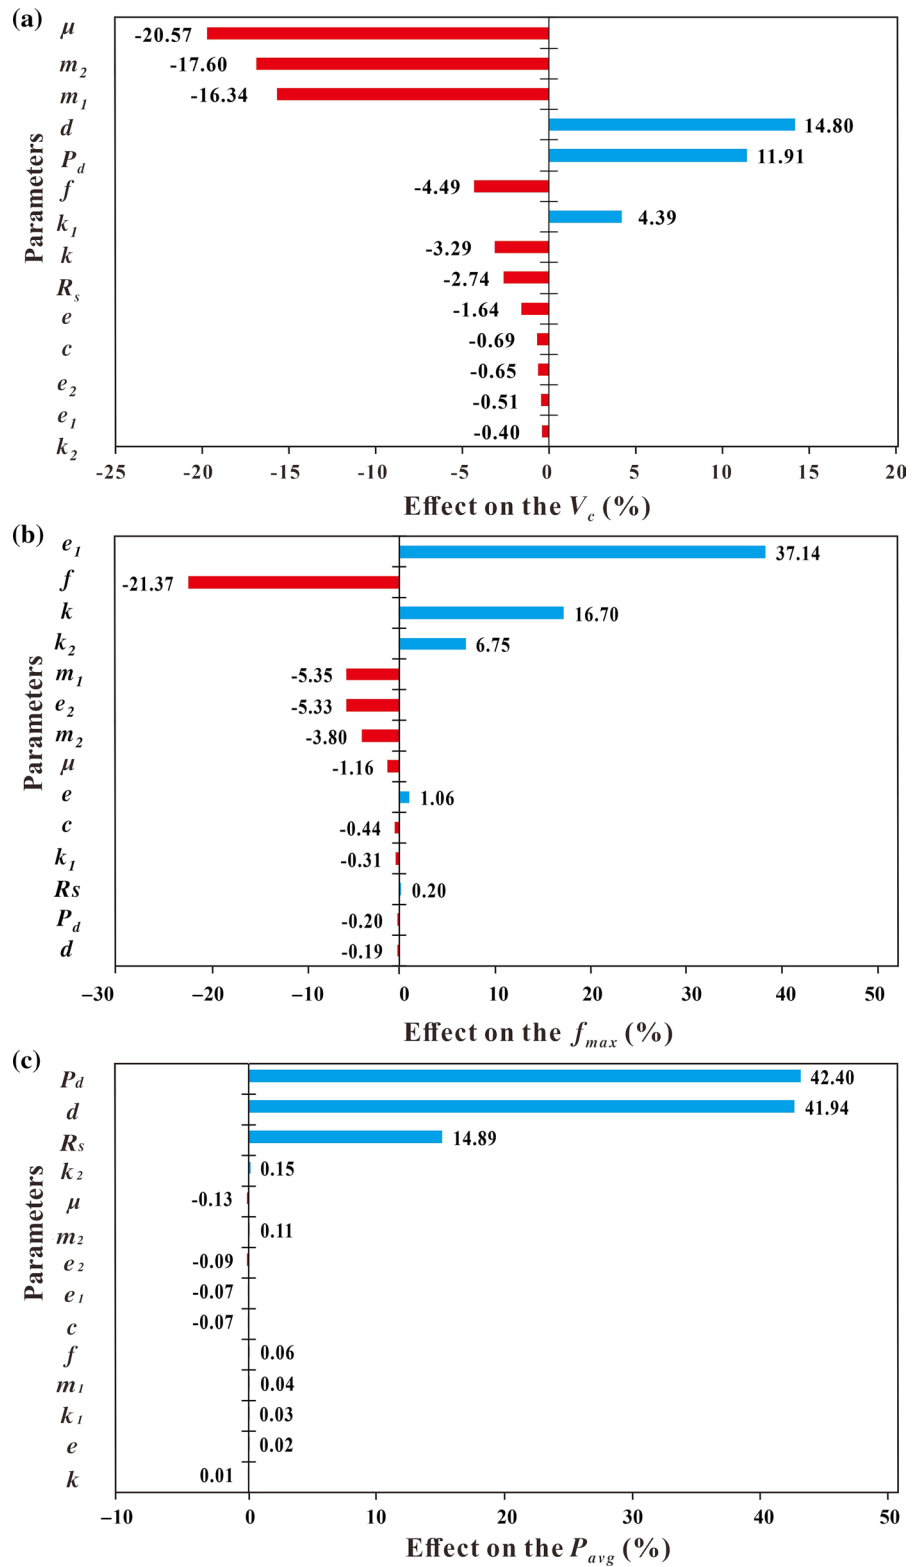 (a)
μ -20.57
m2 -17.60
m1 -16.34
d 14.80
Pd 11.91
f -4.49
k1 4.39
k -3.29
Rs -2.74
e -1.64
c -0.69
e2 -0.65
e1 -0.51
k2 -0.40
Parameters
-25 -20 -15 -10 -5 0 5 10 15 20
Effect on the Vc (%)
(b)
e1 37.14
f -21.37
k 16.70
k2 6.75
m1 -5.35
e2 -5.33
m2 -3.80
μ -1.16
e 1.06
c -0.44
k1 -0.31
Rs 0.20
Pd -0.20
d -0.19
Parameters
−30 −20 −10 0 10 20 30 40 50
Effect on the fmax (%)
(c)
Pd 42.40
d 41.94
Rs 14.89
k2 0.15
μ -0.13
m2 0.11
e2 -0.09
e1 -0.07
c -0.07
f 0.06
m1 0.04
k1 0.03
e 0.02
k 0.01
Parameters
−10 0 10 20 30 40 50
Effect on the Pavg (%)